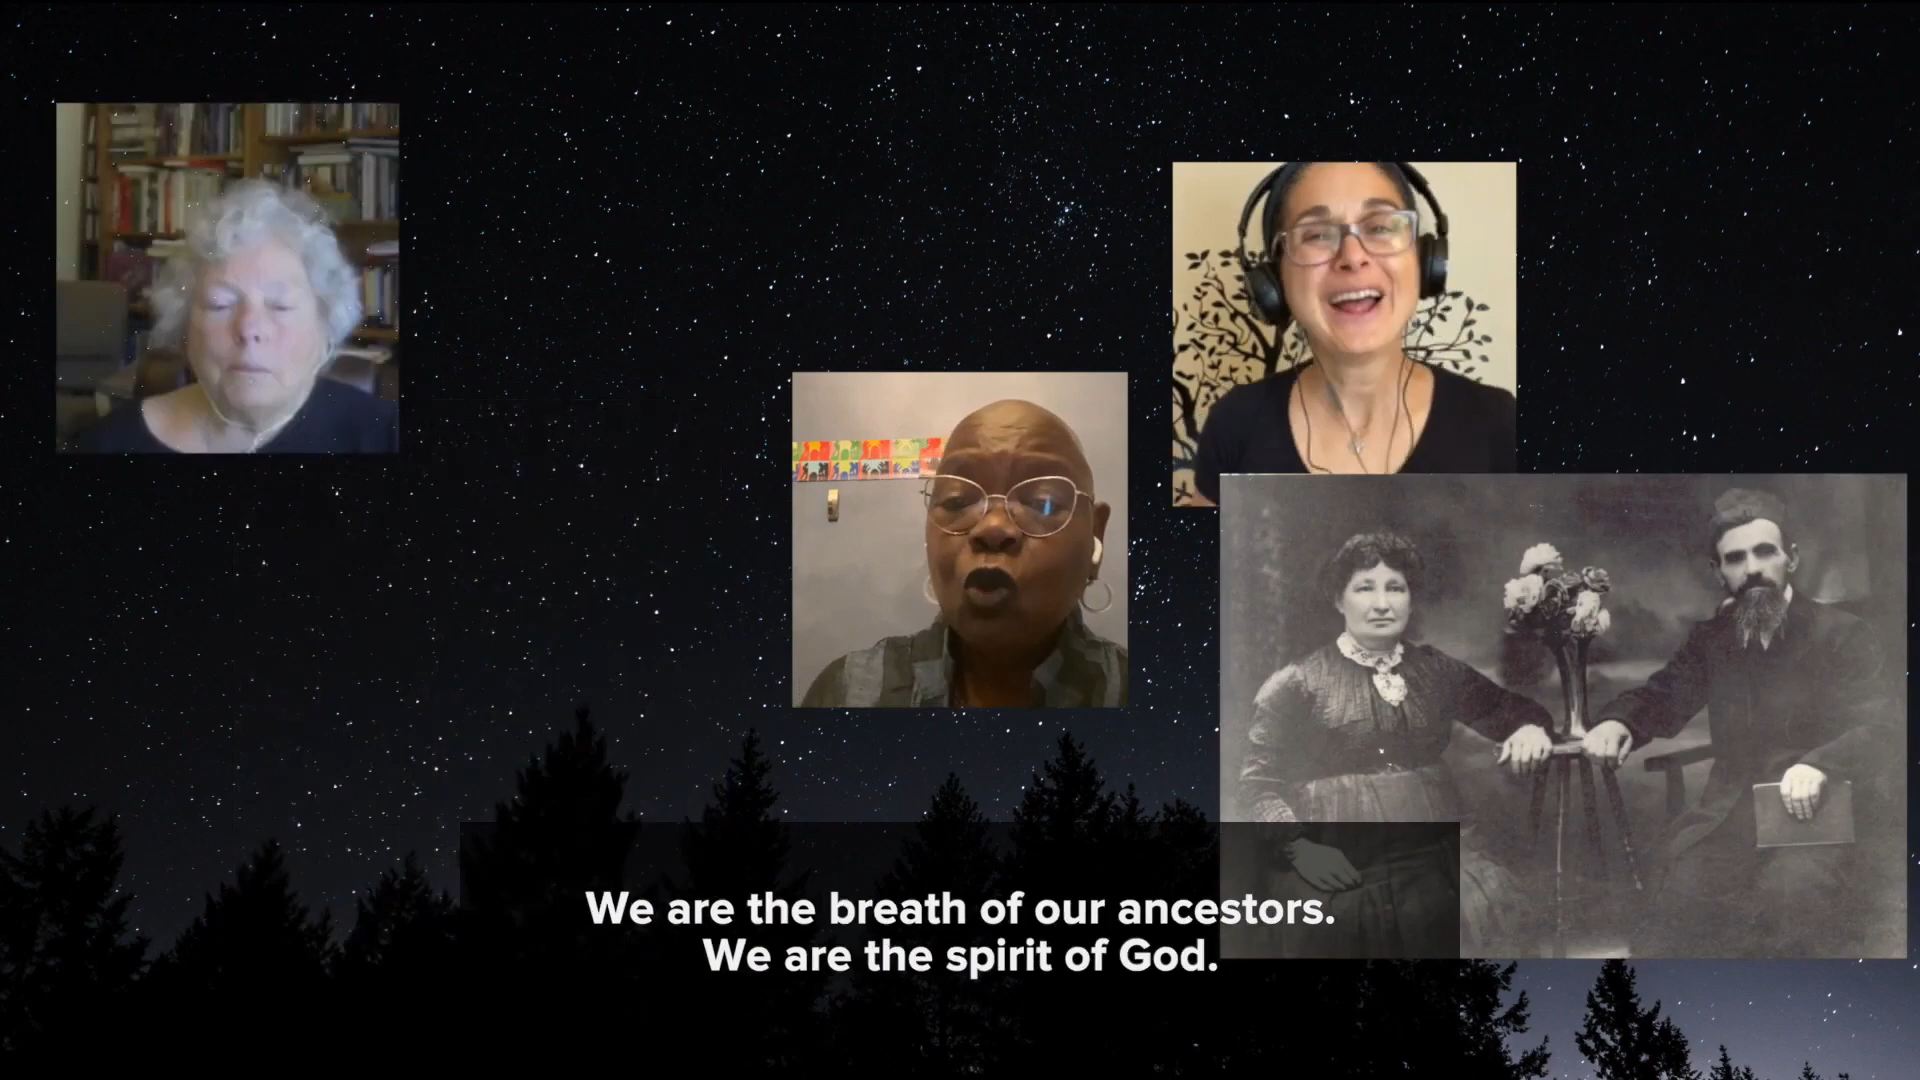 We are the breath of our ancestors.
We are the spirit of God.